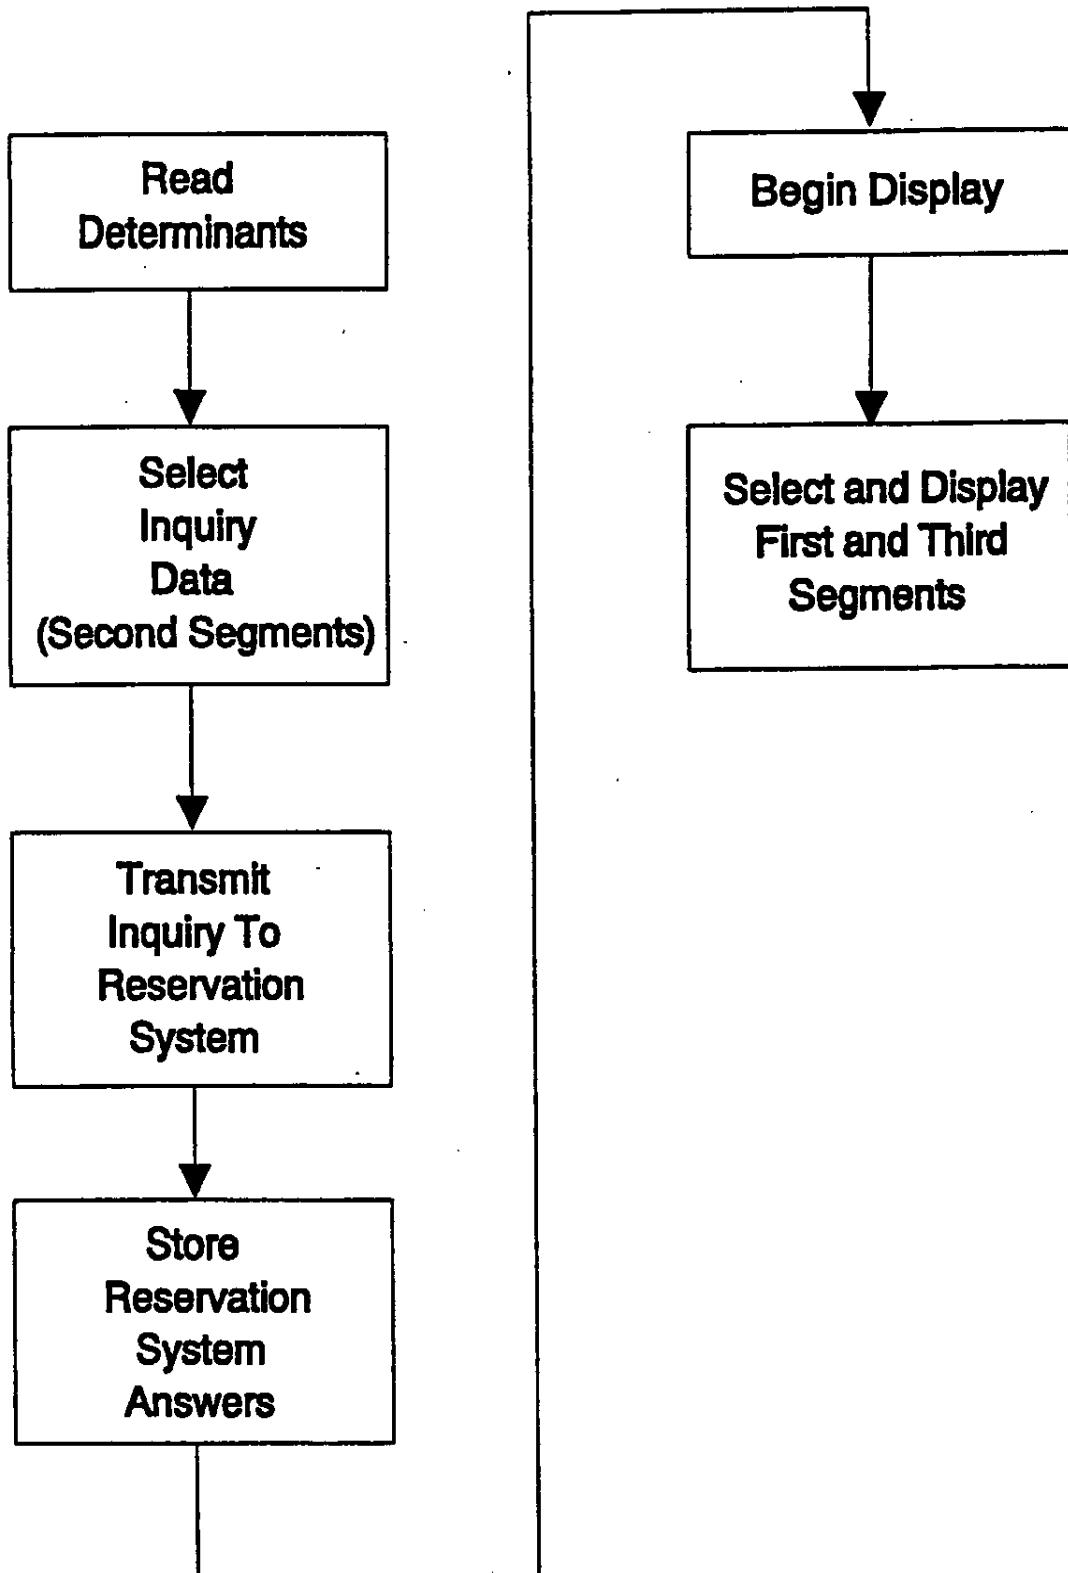 Read
Determinants
Select
Inquiry
Data
(Second Segments)
Transmit
Inquiry To
Reservation
System
Store
Reservation
System
Answers
Begin Display
Select and Display
First and Third
Segments